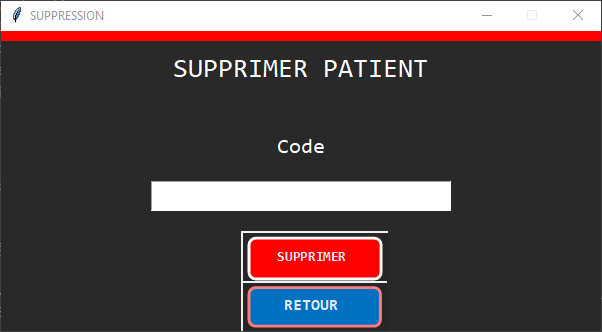 SUPPRESSION
SUPPRIMER PATIENT
Code
SUPPRIMER
RETOUR